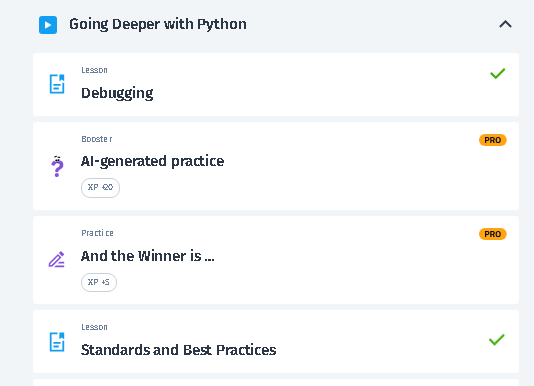 Going Deeper with Python
Lesson
Debugging
Booster
PRO
AI-generated practice
XP +20
Practice
PRO
And the Winner is ...
XP +5
Lesson
Standards and Best Practices